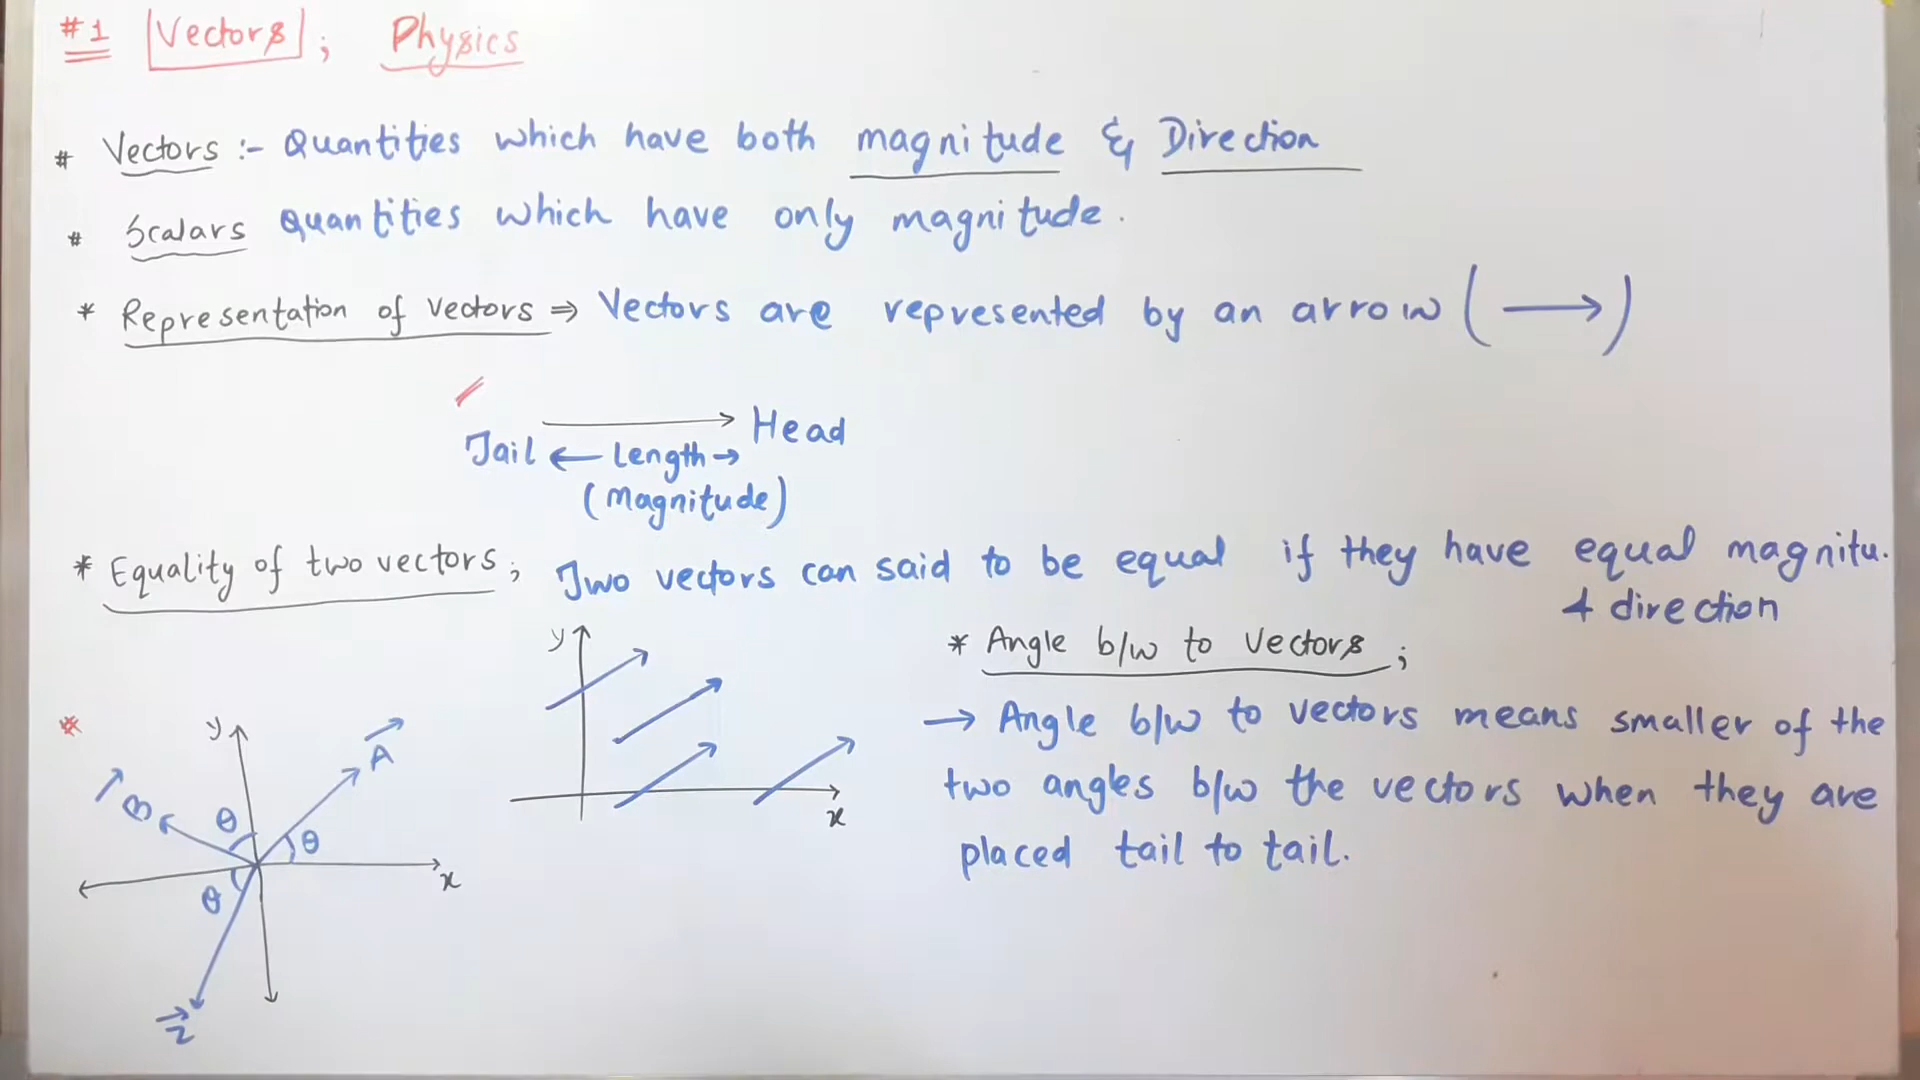 #1 Vectors ; Physics
# Vectors :- Quantities which have both magnitude & Direction
# Scalars quantities which have only magnitude.
* Representation of vectors ⇒ Vectors are represented by an arrow (⟶)
Tail ← Length → Head
(Magnitude)
* Equality of two vectors ; Two vectors can said to be equal if they have equal magnitu.
& direction
* Angle b/w to vectors ;
→ Angle b/w to vectors means smaller of the
two angles b/w the vectors when they are
placed tail to tail.
y
x
y
A
B
θ
θ
x
θ